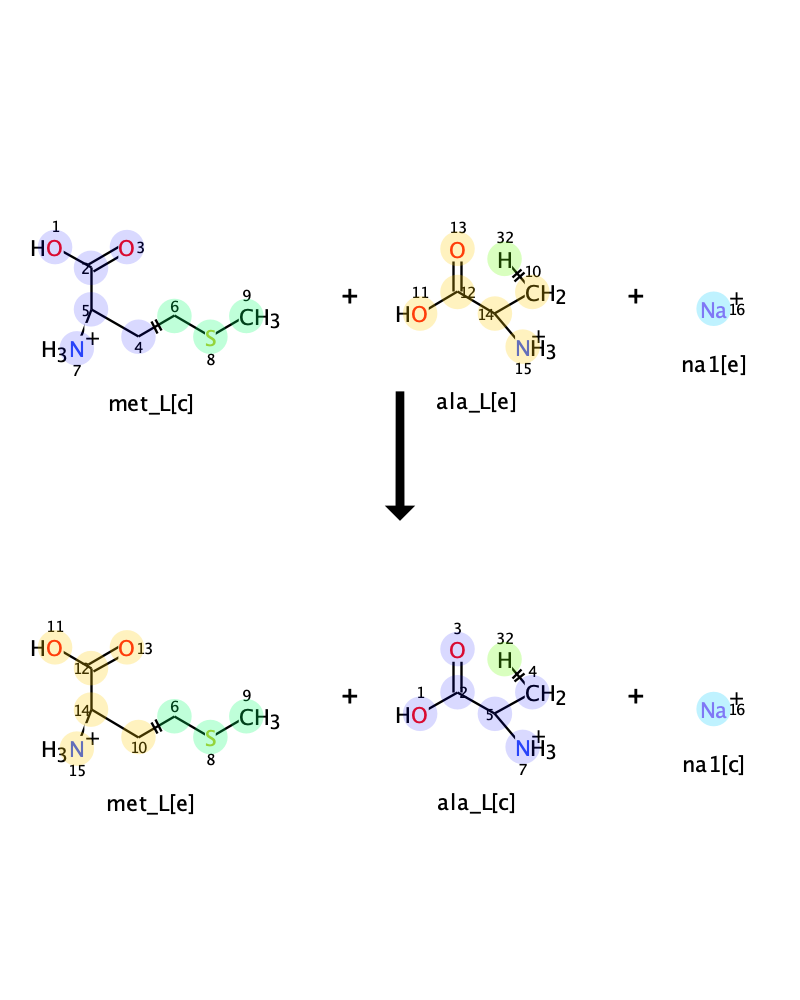 1 13 32
HO O 3 O H 10
2 11 12 CH2
HO
5 6 9 14 Na+ 16
CH3
H3N+ 4 S NH3+
7 8 15
met_L[c] + ala_L[e] + na1[e]
11 3 32
HO O 13 O H 4
12 1 2 CH2
HO
14 6 9 5 Na+ 16
CH3
H3N+ 10 S NH3+
15 8 7
met_L[e] + ala_L[c] + na1[c]